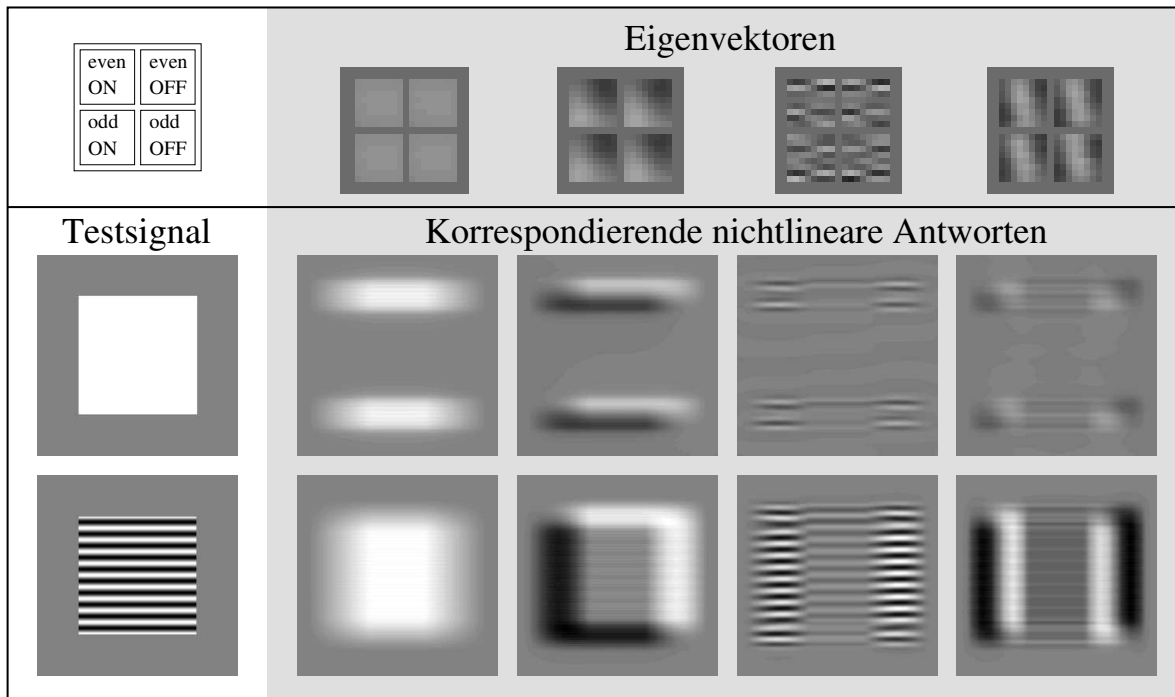 Eigenvektoren
even even
ON OFF
odd odd
ON OFF
Testsignal
Korrespondierende nichtlineare Antworten